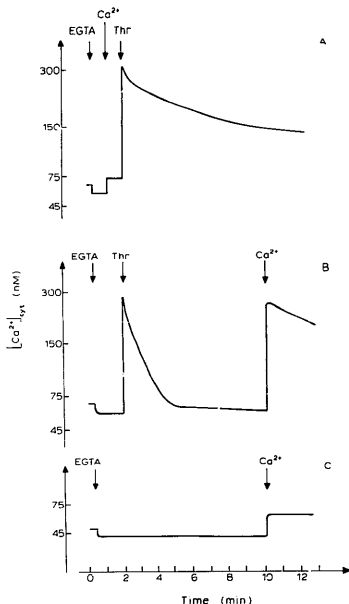 Ca²⁺
EGTA Thr
A
300
150
75
45
EGTA Thr Ca²⁺
B
300
150
75
45
[Ca²⁺]cyt (nM)
EGTA Ca²⁺
C
75
45
0 2 4 6 8 10 12
Time (min)